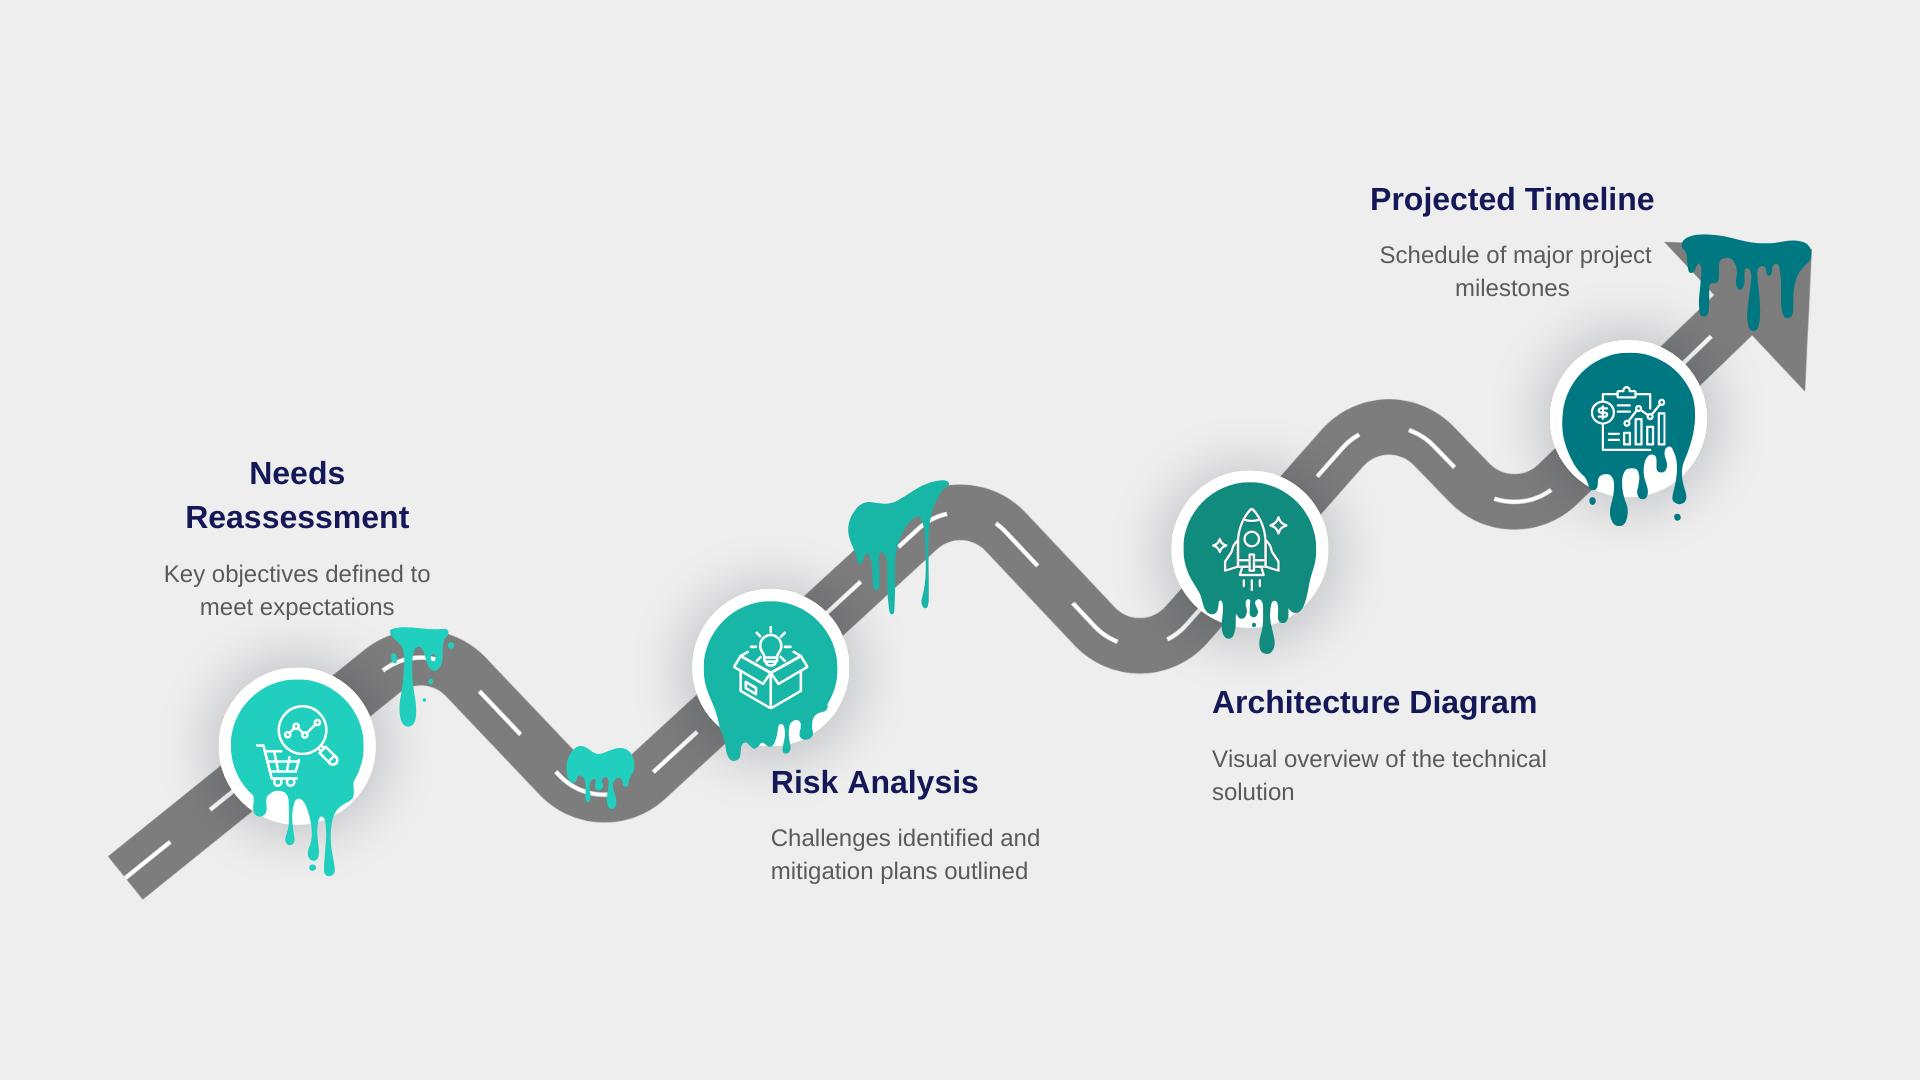 Needs
Reassessment
Key objectives defined to
meet expectations
Risk Analysis
Challenges identified and
mitigation plans outlined
Architecture Diagram
Visual overview of the technical
solution
Projected Timeline
Schedule of major project
milestones
$